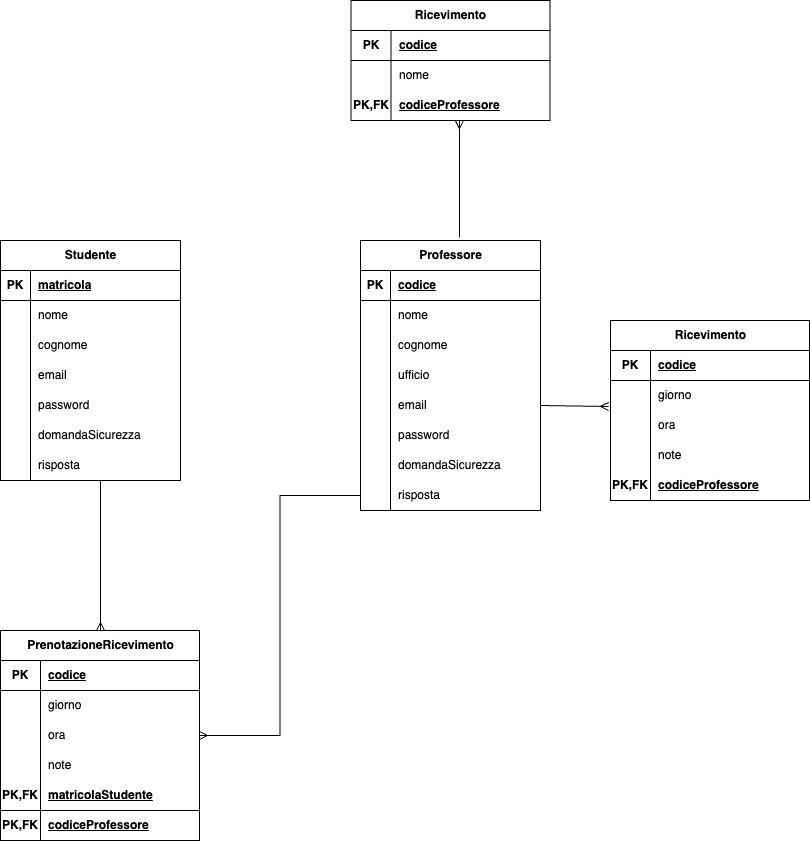 Ricevimento
PK codice
nome
PK,FK codiceProfessore
Studente
PK matricola
nome
cognome
email
password
domandaSicurezza
risposta
Professore
PK codice
nome
cognome
ufficio
email
password
domandaSicurezza
risposta
Ricevimento
PK codice
giorno
ora
note
PK,FK codiceProfessore
PrenotazioneRicevimento
PK codice
giorno
ora
note
PK,FK matricolaStudente
PK,FK codiceProfessore